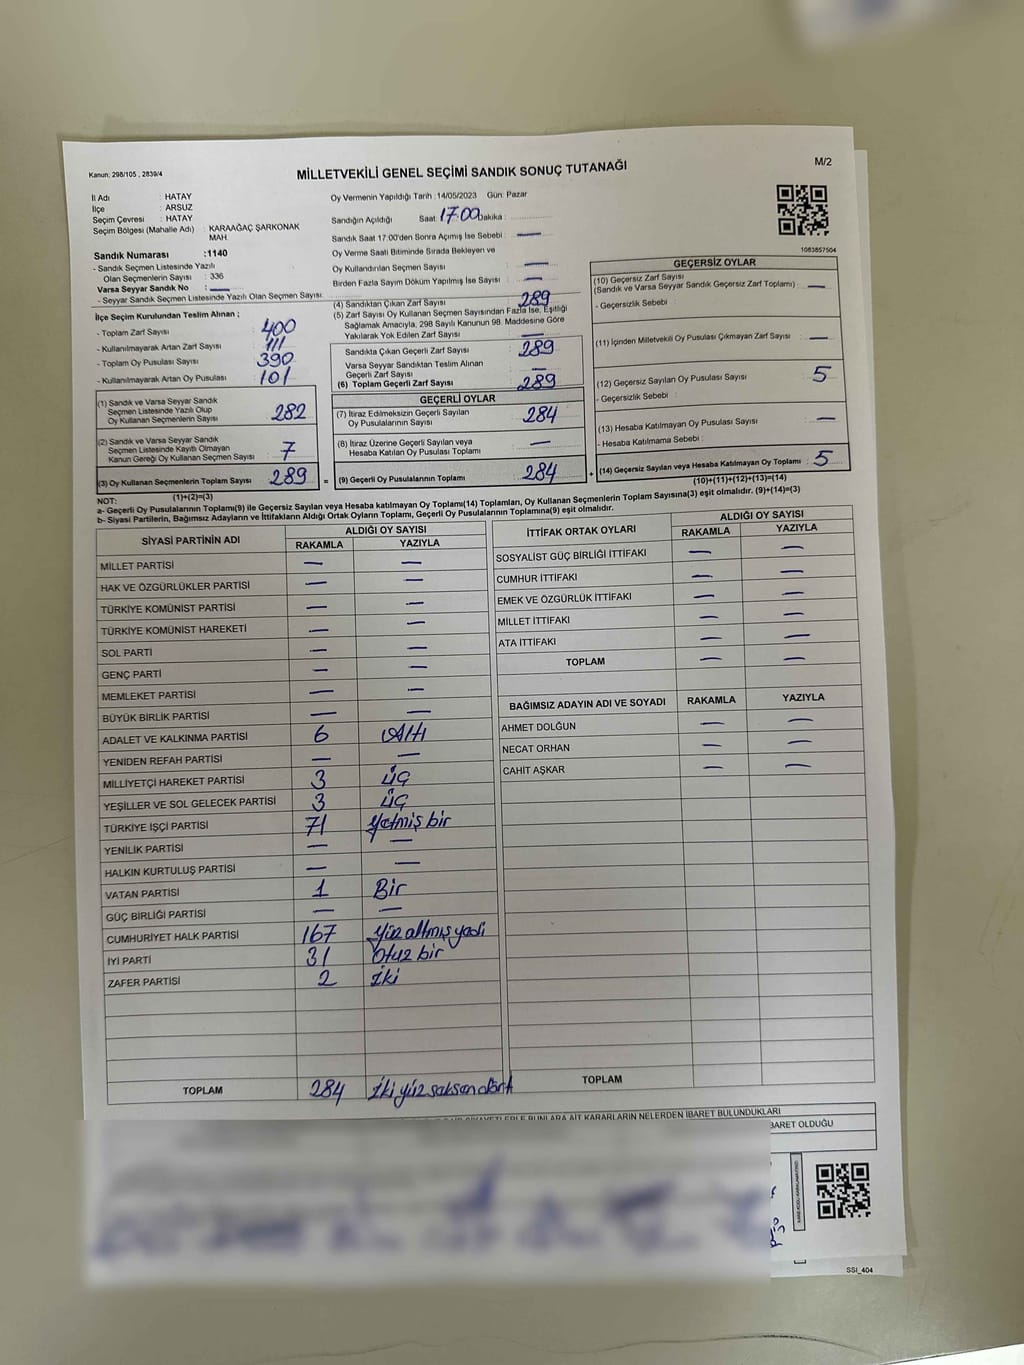 Kanun: 298/105 , 2839/4
MİLLETVEKİLİ GENEL SEÇİMİ SANDIK SONUÇ TUTANAĞI
M/2
İl Adı : HATAY
İlçe : ARSUZ
Seçim Çevresi : HATAY
Seçim Bölgesi (Mahalle Adı) : KARAAĞAÇ ŞARKONAK MAH.
Sandık Numarası :1140
- Sandık Seçmen Listesinde Yazılı
Olan Seçmenlerin Sayısı : 336
Varsa Seyyar Sandık No : —
- Seyyar Sandık Seçmen Listesinde Yazılı Olan Seçmen Sayısı:
Oy Vermenin Yapıldığı Tarih :14/05/2023 Gün: Pazar
Sandığın Açıldığı Saat: 17:00 Dakika:
Sandık Saat 17:00'den Sonra Açımış İse Sebebi : —
Oy Verme Saati Bitiminde Sırada Bekleyen ve
Oy Kullandırılan Seçmen Sayısı : —
Birden Fazla Sayım Döküm Yapılmış İse Sayısı : —
1083857504
İlçe Seçim Kurulundan Teslim Alınan ;
- Toplam Zarf Sayısı : 400
- Kullanılmayarak Artan Zarf Sayısı : 111
- Toplam Oy Pusulası Sayısı : 390
- Kullanılmayarak Artan Oy Pusulası : 101
(4) Sandıktan Çıkan Zarf Sayısı : 289
(5) Zarf Sayısı Oy Kullanan Seçmen Sayısından Fazla İse, Eşitliği
Sağlamak Amacıyla, 298 Sayılı Kanunun 98. Maddesine Göre
Yakılarak Yok Edilen Zarf Sayısı : —
Sandıkta Çıkan Geçerli Zarf Sayısı : 289
Varsa Seyyar Sandıktan Teslim Alınan
Geçerli Zarf Sayısı : —
(6) Toplam Geçerli Zarf Sayısı : 289
GEÇERSİZ OYLAR
(10) Geçersiz Zarf Sayısı
(Sandık ve Varsa Seyyar Sandık Geçersiz Zarf Toplamı) : —
- Geçersizlik Sebebi :
(11) İçinden Milletvekili Oy Pusulası Çıkmayan Zarf Sayısı : —
(12) Geçersiz Sayılan Oy Pusulası Sayısı : 5
- Geçersizlik Sebebi :
(13) Hesaba Katılmayan Oy Pusulası Sayısı : —
- Hesaba Katılmama Sebebi :
(14) Geçersiz Sayılan veya Hesaba Katılmayan Oy Toplamı : 5
(10)+(11)+(12)+(13)=(14)
(1) Sandık ve Varsa Seyyar Sandık
Seçmen Listesinde Yazılı Olup
Oy Kullanan Seçmenlerin Sayısı : 282
(2) Sandık ve Varsa Seyyar Sandık
Seçmen Listesinde Kayıtlı Olmayan
Kanun Gereği Oy Kullanan Seçmen Sayısı : 7
(3) Oy Kullanan Seçmenlerin Toplam Sayısı : 289
(1)+(2)=(3)
GEÇERLİ OYLAR
(7) İtiraz Edilmeksizin Geçerli Sayılan
Oy Pusulalarının Sayısı : 284
(8) İtiraz Üzerine Geçerli Sayılan veya
Hesaba Katılan Oy Pusulası Toplamı : —
= (9) Geçerli Oy Pusulalarının Toplamı : 284 +
NOT:
a- Geçerli Oy Pusulalarının Toplamı(9) ile Geçersiz Sayılan veya Hesaba katılmayan Oy Toplamı(14) Toplamları, Oy Kullanan Seçmenlerin Toplam Sayısına(3) eşit olmalıdır. (9)+(14)=(3)
b- Siyasi Partilerin, Bağımsız Adayların ve İttifakların Aldığı Ortak Oyların Toplamı, Geçerli Oy Pusulalarının Toplamına(9) eşit olmalıdır.
SİYASİ PARTİNİN ADI ALDIĞI OY SAYISI
RAKAMLA YAZIYLA
MİLLET PARTİSİ — —
HAK VE ÖZGÜRLÜKLER PARTİSİ — —
TÜRKİYE KOMÜNİST PARTİSİ — —
TÜRKİYE KOMÜNİST HAREKETİ — —
SOL PARTİ — —
GENÇ PARTİ — —
MEMLEKET PARTİSİ — —
BÜYÜK BİRLİK PARTİSİ — —
ADALET VE KALKINMA PARTİSİ 6 Altı
YENİDEN REFAH PARTİSİ — —
MİLLİYETÇİ HAREKET PARTİSİ 3 üç
YEŞİLLER VE SOL GELECEK PARTİSİ 3 üç
TÜRKİYE İŞÇİ PARTİSİ 71 Yetmiş bir
YENİLİK PARTİSİ — —
HALKIN KURTULUŞ PARTİSİ — —
VATAN PARTİSİ 1 Bir
GÜÇ BİRLİĞİ PARTİSİ — —
CUMHURİYET HALK PARTİSİ 167 Yüz altmış yedi
İYİ PARTİ 31 Otuz bir
ZAFER PARTİSİ 2 İki
TOPLAM 284 İki yüz seksen dört
İTTİFAK ORTAK OYLARI ALDIĞI OY SAYISI
RAKAMLA YAZIYLA
SOSYALİST GÜÇ BİRLİĞİ İTTİFAKI — —
CUMHUR İTTİFAKI — —
EMEK VE ÖZGÜRLÜK İTTİFAKI — —
MİLLET İTTİFAKI — —
ATA İTTİFAKI — —
TOPLAM — —
BAĞIMSIZ ADAYIN ADI VE SOYADI RAKAMLA YAZIYLA
AHMET DOLĞUN — —
NECAT ORHAN — —
CAHİT AŞKAR — —
TOPLAM
KARARLARIN NELERDEN İBARET BULUNDUKLARI
OLDUĞU
SSİ_404